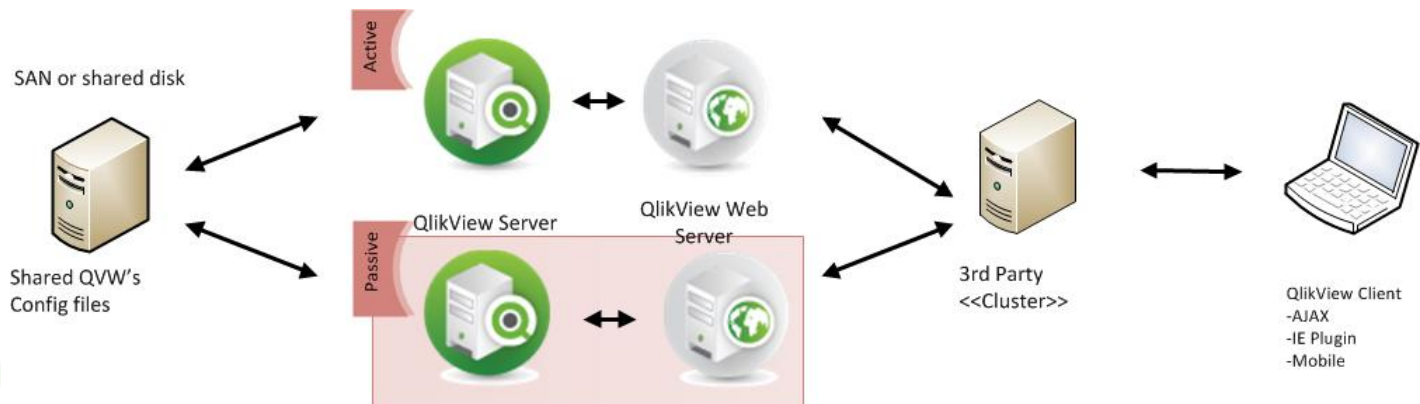 SAN or shared disk
Shared QVW's
Config files
Active
QlikView Server
QlikView Web
Server
Passive
3rd Party
<<Cluster>>
QlikView Client
-AJAX
-IE Plugin
-Mobile